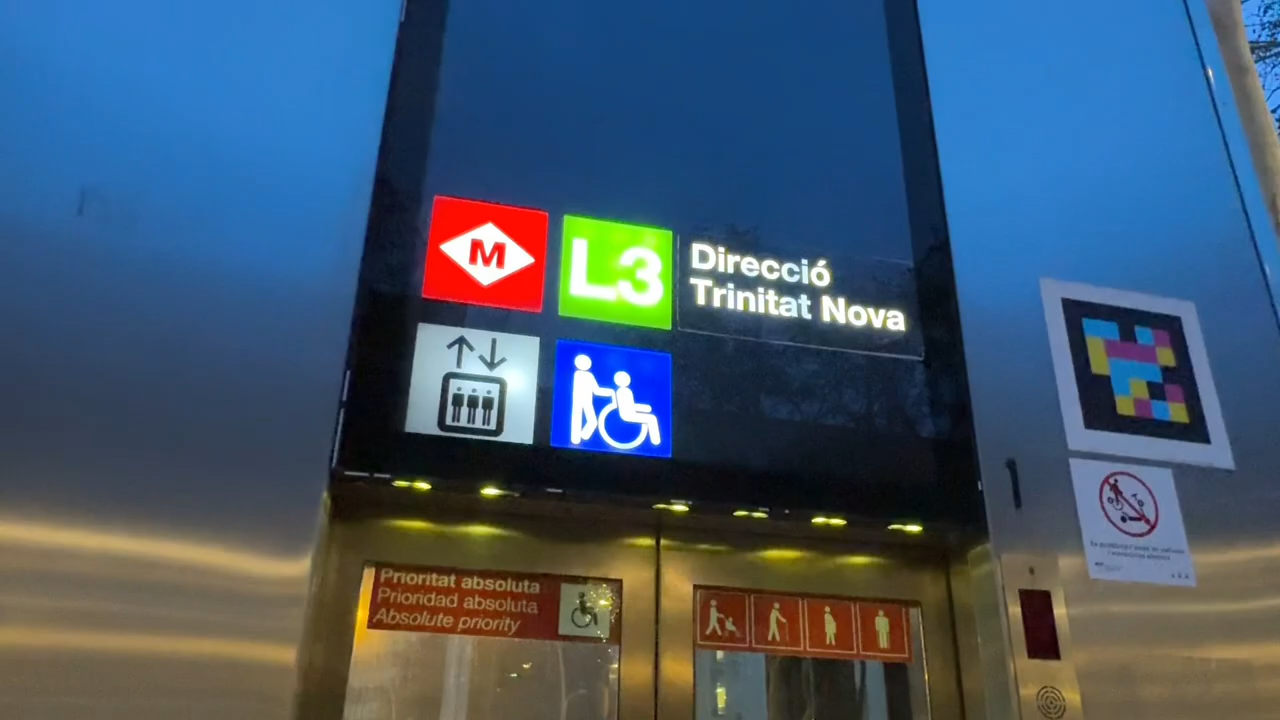 M
L3
Direcció
Trinitat Nova
Prioritat absoluta
Prioridad absoluta
Absolute priority